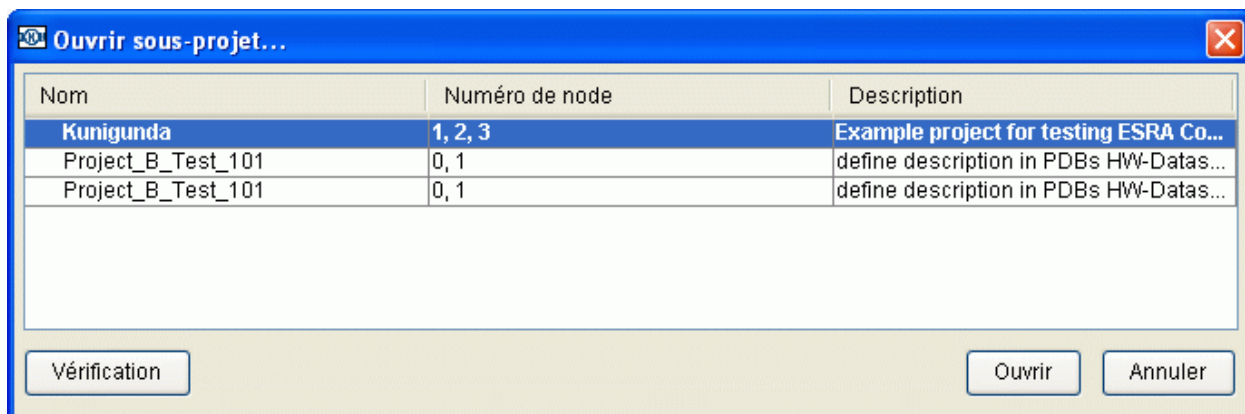 Ouvrir sous-projet...
Nom Numéro de node Description
Kunigunda 1, 2, 3 Example project for testing ESRA Co...
Project_B_Test_101 0, 1 define description in PDBs HW-Datas...
Project_B_Test_101 0, 1 define description in PDBs HW-Datas...
Vérification Ouvrir Annuler